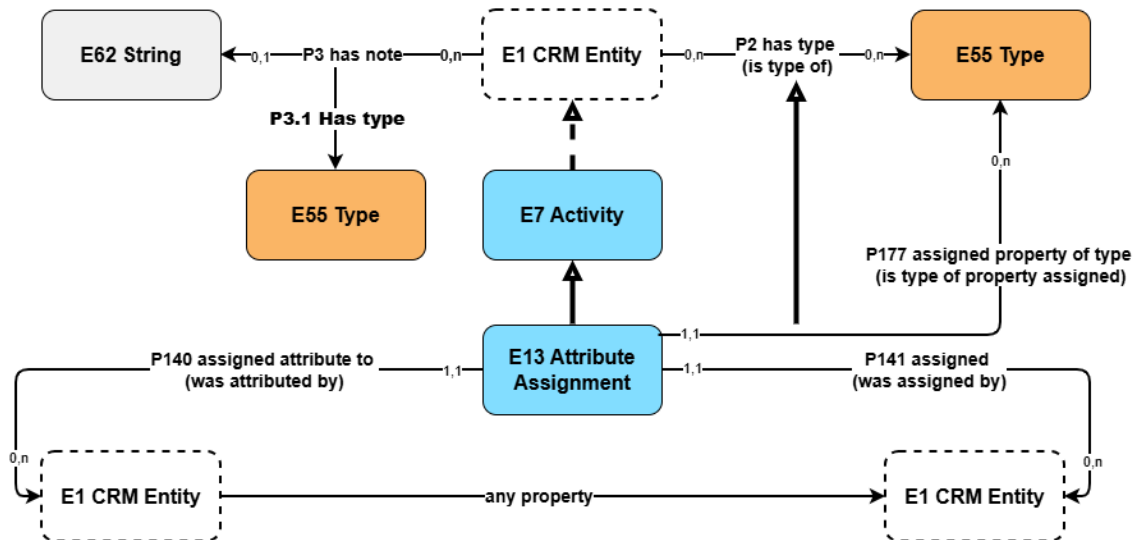 E62 String
0,1
P3 has note
0,n
E1 CRM Entity
0,n
P2 has type
(is type of)
0,n
E55 Type
P3.1 Has type
0,n
E55 Type
E7 Activity
P177 assigned property of type
(is type of property assigned)
1,1
P140 assigned attribute to
(was attributed by)
1,1
E13 Attribute
Assignment
1,1
P141 assigned
(was assigned by)
0,n
0,n
E1 CRM Entity
any property
E1 CRM Entity